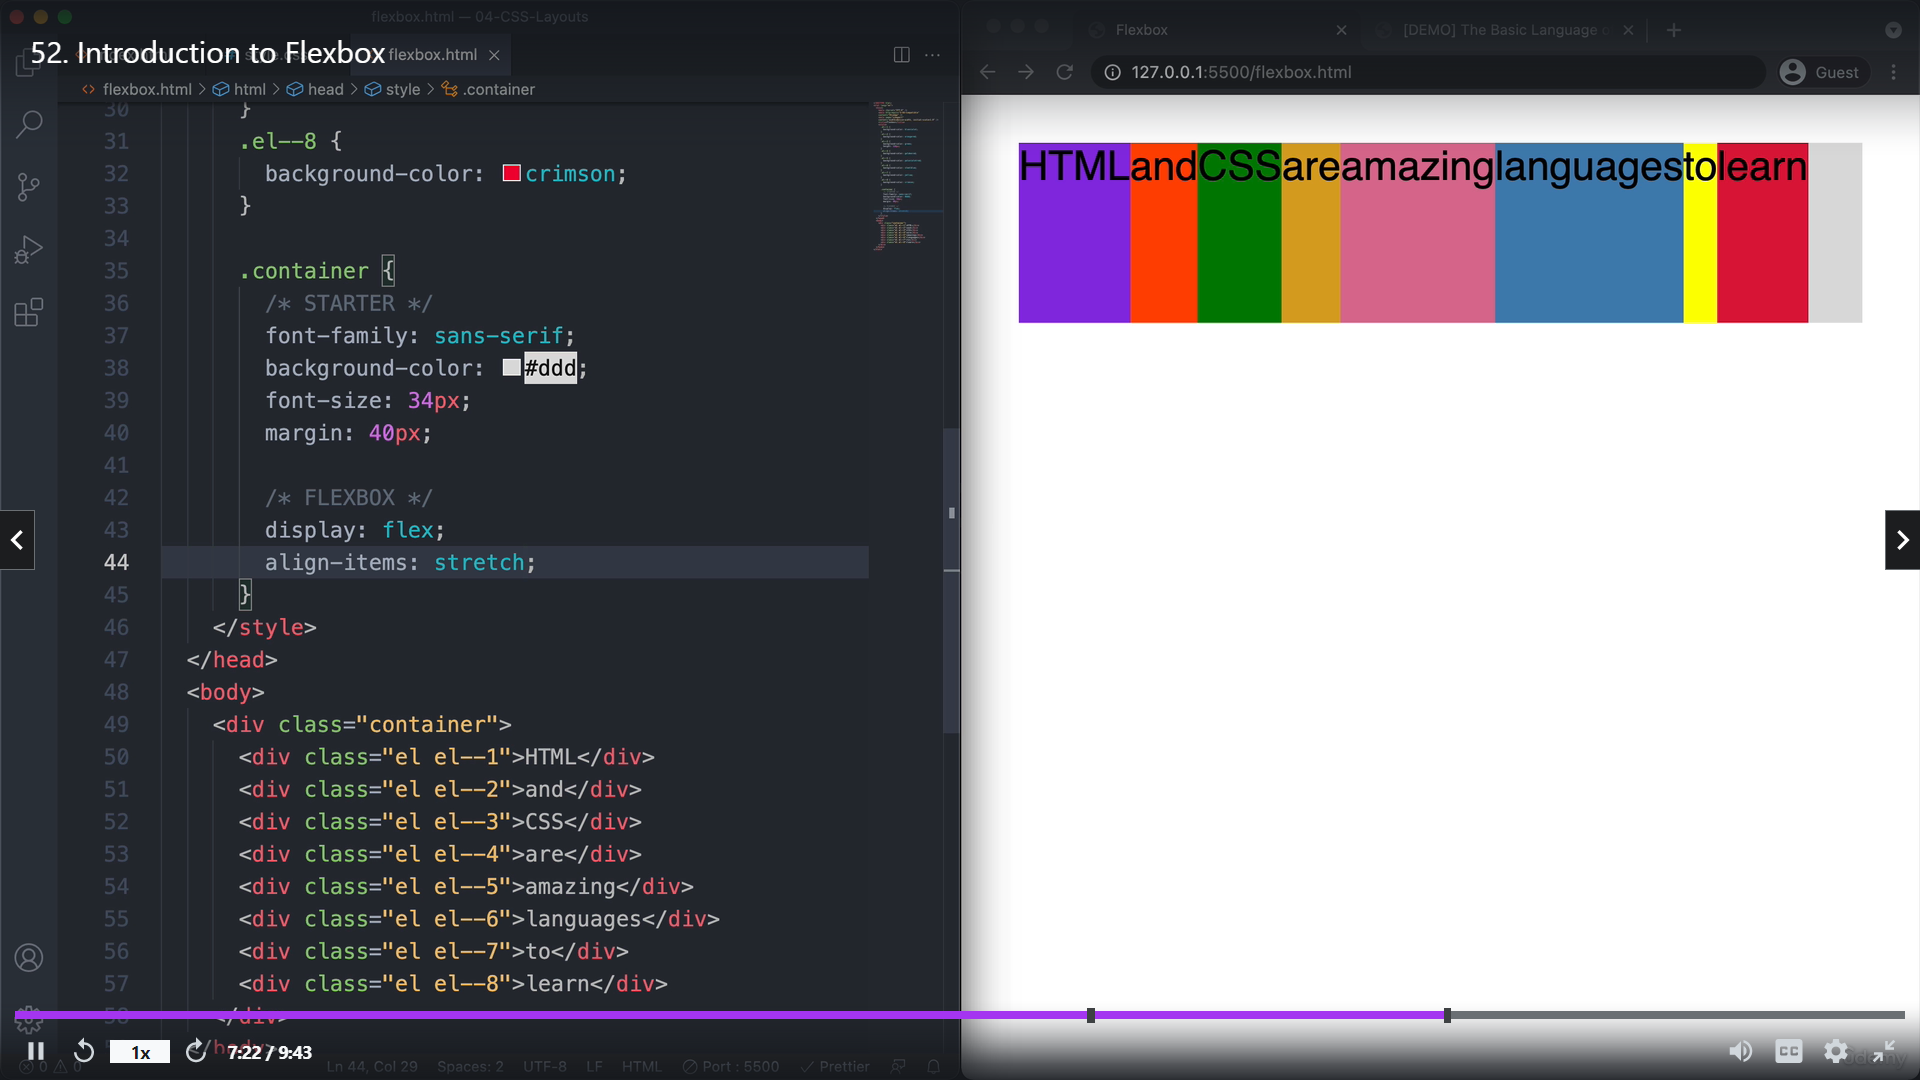 flexbox.html — 04-CSS-Layouts
52. Introduction to Flexbox
flexbox.html
flexbox.html > html > head > style > .container
30 }
31 .el--8 {
32 background-color: crimson;
33 }
34
35 .container {
36 /* STARTER */
37 font-family: sans-serif;
38 background-color: #ddd;
39 font-size: 34px;
40 margin: 40px;
41
42 /* FLEXBOX */
43 display: flex;
44 align-items: stretch;
45 }
46 </style>
47 </head>
48 <body>
49 <div class="container">
50 <div class="el el--1">HTML</div>
51 <div class="el el--2">and</div>
52 <div class="el el--3">CSS</div>
53 <div class="el el--4">are</div>
54 <div class="el el--5">amazing</div>
55 <div class="el el--6">languages</div>
56 <div class="el el--7">to</div>
57 <div class="el el--8">learn</div>
58 </div>
</body>
1x 7:22 / 9:43
0 0 Ln 44, Col 29 Spaces: 2 UTF-8 LF HTML Port : 5500 Prettier
Flexbox
[DEMO] The Basic Language o
127.0.0.1:5500/flexbox.html
Guest
HTMLandCSSareamazinglanguagestolearn
CC
udemy